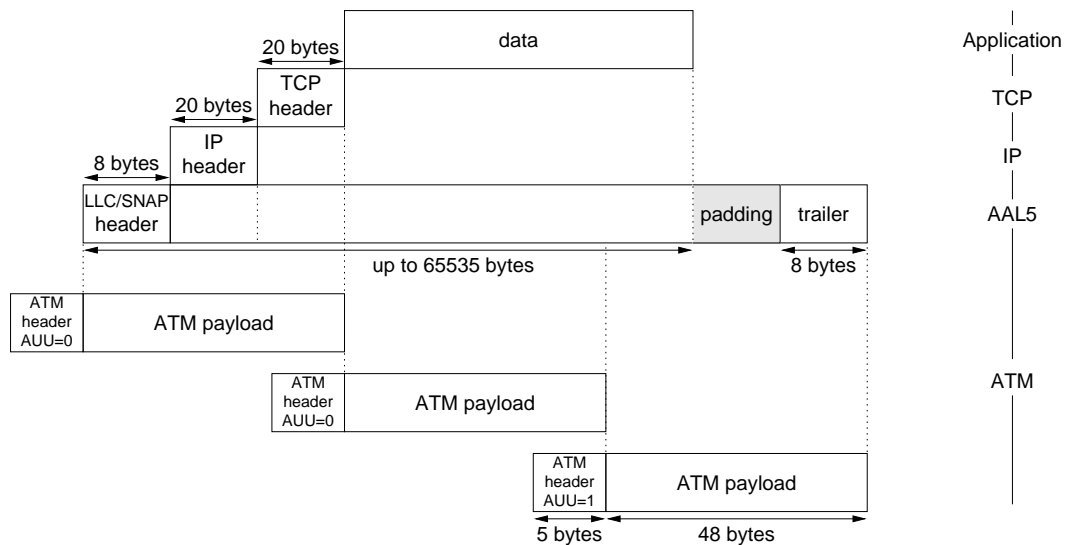 data
Application
20 bytes
TCP
header
TCP
20 bytes
IP
header
IP
8 bytes
LLC/SNAP
header
padding
trailer
AAL5
up to 65535 bytes
8 bytes
ATM
header
AUU=0
ATM payload
ATM
header
AUU=0
ATM payload
ATM
ATM
header
AUU=1
ATM payload
5 bytes
48 bytes